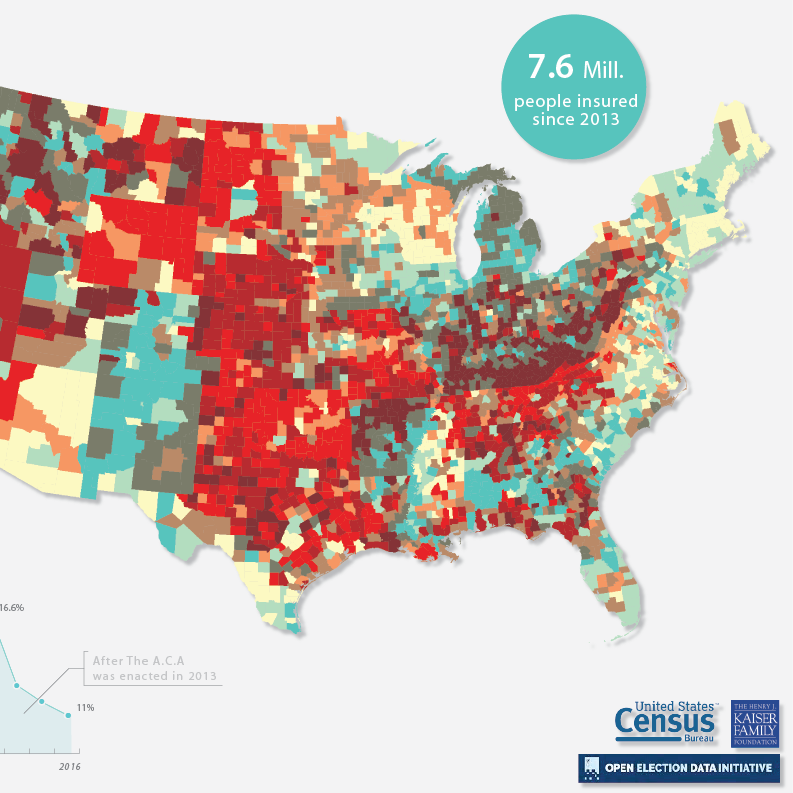 7.6 Mill.
people insured
since 2013
16.6%
After The A.C.A
was enacted in 2013
11%
2016
United States™
Census
Bureau
THE HENRY J.
KAISER
FAMILY
FOUNDATION
OPEN ELECTION DATA INITIATIVE